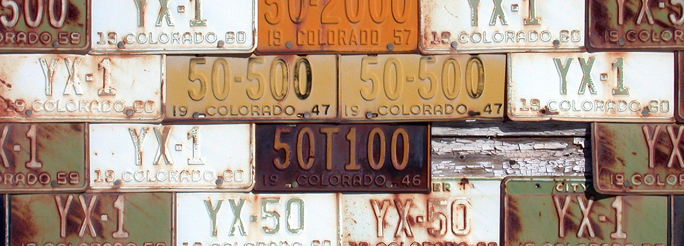 500 YX-1 50-2000 YX-1 YX-
19 COLORADO 59 19 COLORADO 60 19 COLORADO 57 19 COLORADO 60 19 COLORADO
YX-1 50-500 50-500 YX-1
COLORADO 60 19 COLORADO 47 19 COLORADO 47 19 COLORADO 60
X-1 YX-1 50T100 YX
COLORADO 59 19 COLORADO 60 19 COLORADO 46 19 COLOR
CITY
YX-1 YX-50 YX-50 YX-1